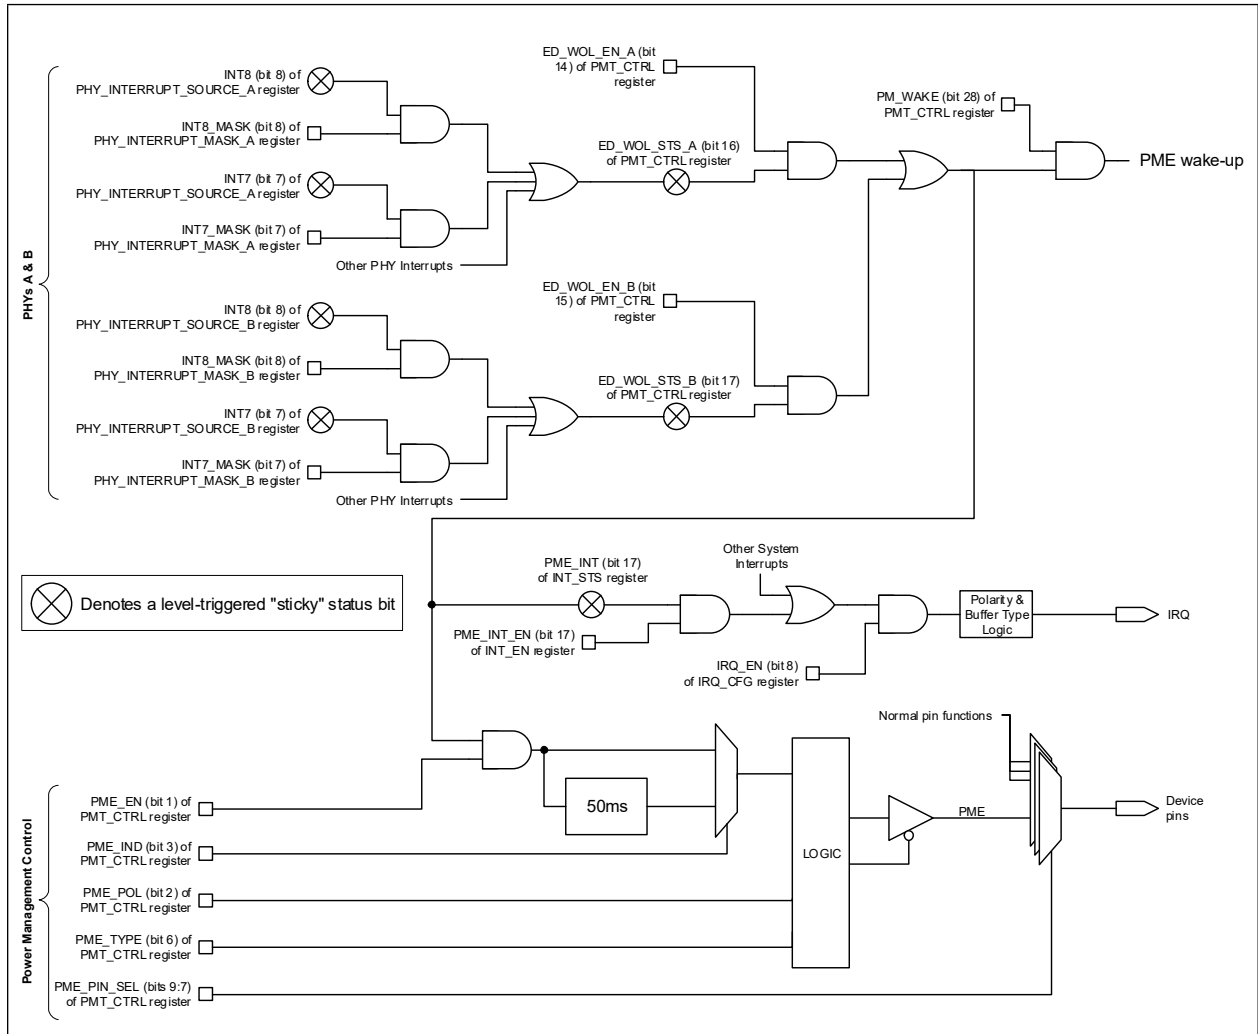 INT8 (bit 8) of
PHY_INTERRUPT_SOURCE_A register
INT8_MASK (bit 8) of
PHY_INTERRUPT_MASK_A register
INT7 (bit 7) of
PHY_INTERRUPT_SOURCE_A register
INT7_MASK (bit 7) of
PHY_INTERRUPT_MASK_A register
Other PHY Interrupts
ED_WOL_EN_A (bit
14) of PMT_CTRL
register
ED_WOL_STS_A (bit 16)
of PMT_CTRL register
PM_WAKE (bit 28) of
PMT_CTRL register
PME wake-up
PHYs A & B
INT8 (bit 8) of
PHY_INTERRUPT_SOURCE_B register
INT8_MASK (bit 8) of
PHY_INTERRUPT_MASK_B register
INT7 (bit 7) of
PHY_INTERRUPT_SOURCE_B register
INT7_MASK (bit 7) of
PHY_INTERRUPT_MASK_B register
Other PHY Interrupts
ED_WOL_EN_B (bit
15) of PMT_CTRL
register
ED_WOL_STS_B (bit 17)
of PMT_CTRL register
Denotes a level-triggered "sticky" status bit
PME_INT (bit 17)
of INT_STS register
PME_INT_EN (bit 17)
of INT_EN register
Other System
Interrupts
IRQ_EN (bit 8)
of IRQ_CFG register
Polarity &
Buffer Type
Logic
IRQ
Normal pin functions
50ms
LOGIC
PME
Device
pins
Power Management Control
PME_EN (bit 1) of
PMT_CTRL register
PME_IND (bit 3) of
PMT_CTRL register
PME_POL (bit 2) of
PMT_CTRL register
PME_TYPE (bit 6) of
PMT_CTRL register
PME_PIN_SEL (bits 9:7)
of PMT_CTRL register